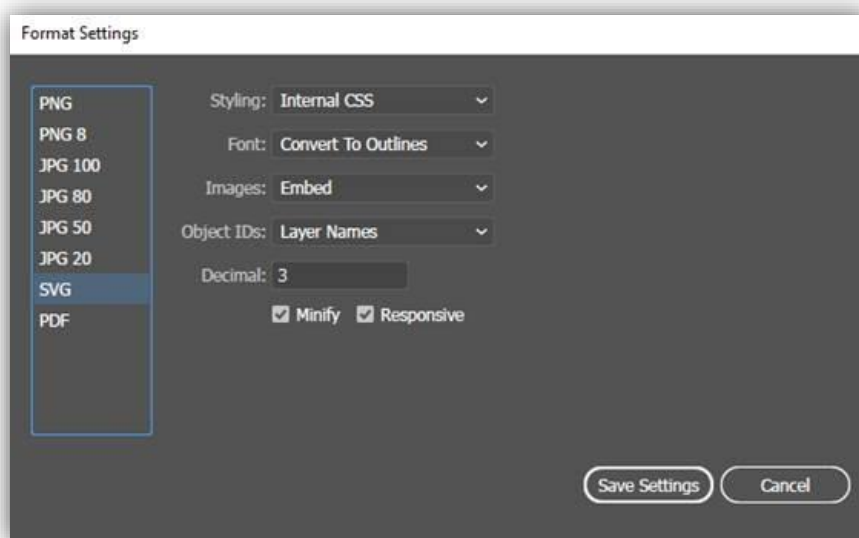 Format Settings
PNG
PNG 8
JPG 100
JPG 80
JPG 50
JPG 20
SVG
PDF
Styling: Internal CSS
Font: Convert To Outlines
Images: Embed
Object IDs: Layer Names
Decimal: 3
Minify Responsive
Save Settings Cancel